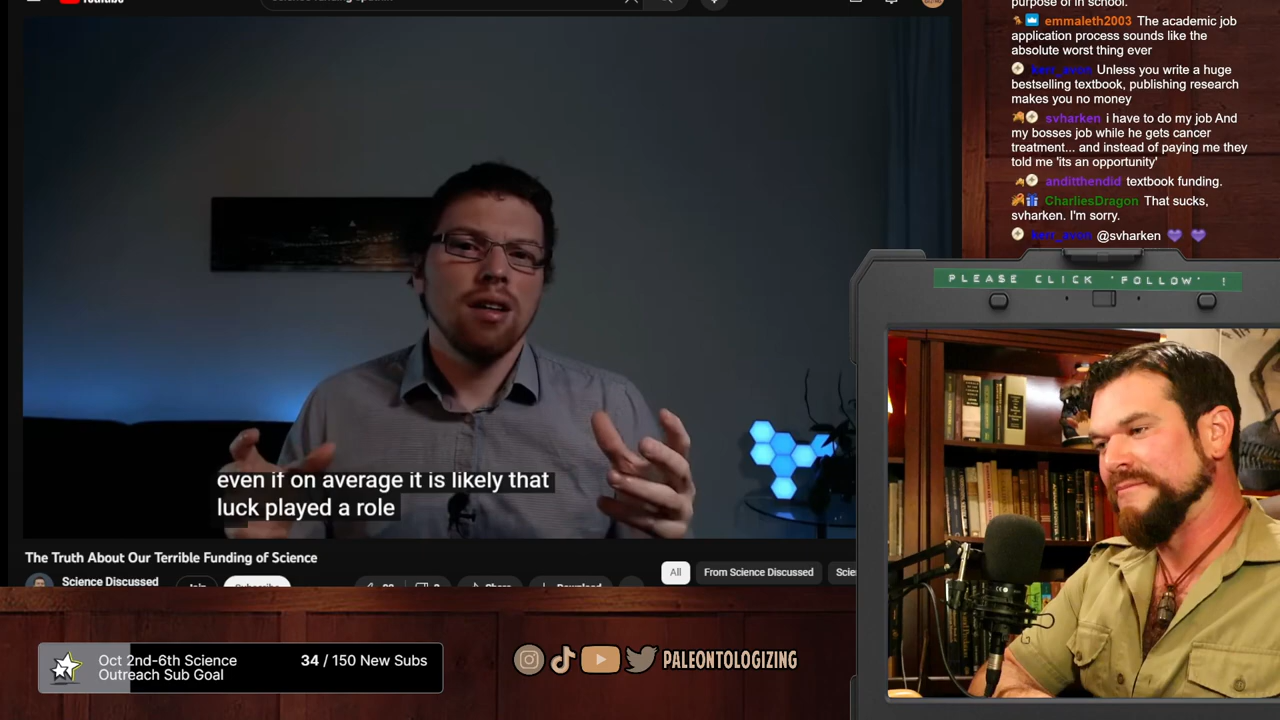 purpose of in school.
emmaleth2003 The academic job
application process sounds like the
absolute worst thing ever
Unless you write a huge
bestselling textbook, publishing research
makes you no money
svharken i have to do my job And
my bosses job while he gets cancer
treatment... and instead of paying me they
told me 'its an opportunity'
anditthendid textbook funding.
CharliesDragon That sucks,
svharken. I'm sorry.
@svharken
PLEASE CLICK 'FOLLOW' !
even if on average it is likely that
luck played a role
The Truth About Our Terrible Funding of Science
Science Discussed
All
From Science Discussed
Oct 2nd-6th Science
Outreach Sub Goal
34 / 150 New Subs
PALEONTOLOGIZING